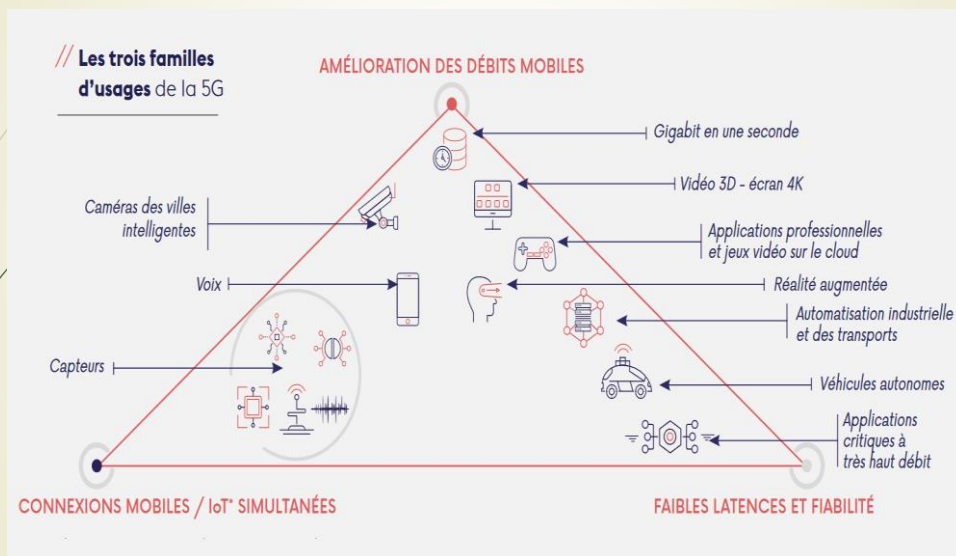 // Les trois familles
d'usages de la 5G
AMÉLIORATION DES DÉBITS MOBILES
Gigabit en une seconde
Vidéo 3D - écran 4K
Caméras des villes
intelligentes
Applications professionnelles
et jeux vidéo sur le cloud
Voix
Réalité augmentée
Automatisation industrielle
et des transports
Capteurs
Véhicules autonomes
Applications
critiques à
très haut débit
CONNEXIONS MOBILES / IoT* SIMULTANÉES
FAIBLES LATENCES ET FIABILITÉ